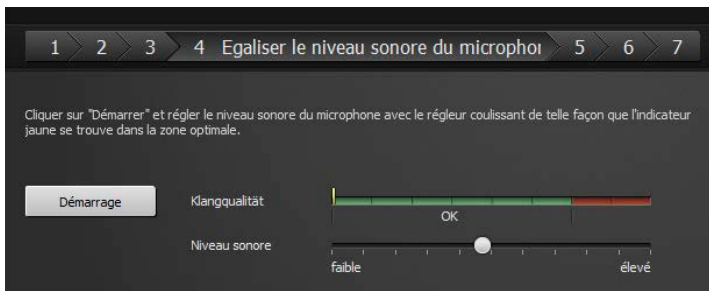 1 2 3 4 Egaliser le niveau sonore du microphoi 5 6 7
Cliquer sur "Démarrer" et régler le niveau sonore du microphone avec le régleur coulissant de telle façon que l'indicateur
jaune se trouve dans la zone optimale.
Démarrage
Klangqualität
OK
Niveau sonore
faible
élevé